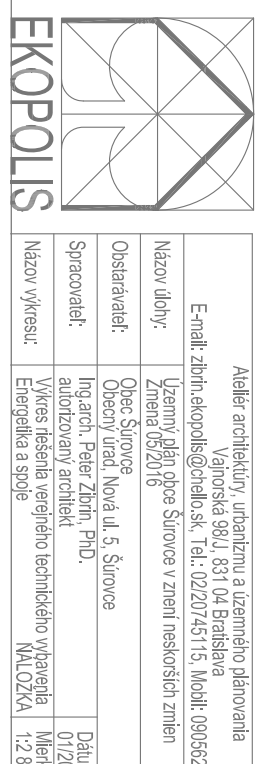 EKOPOLIS
Ateliér architektúry, urbanizmu a územného plánovania
Vajnorská 98/J, 831 04 Bratislava
E-mail: zibrin.ekopolis@chello.sk, Tel.: 02/20745115, Mobil: 090562
Názov úlohy:
Územný plán obce Šúrovce v znení neskorších zmien
Zmena 05/2016
Obstarávateľ:
Obec Šúrovce
Obecný úrad, Nová ul. 5, Šúrovce
Spracovateľ:
Ing.arch. Peter Zibrin, PhD.
autorizovaný architekt
Dátu
01/20
Názov výkresu:
Výkres riešenia verejného technického vybavenia
Energetika a spoje NÁLOŽKA
Mierk
1:2 8